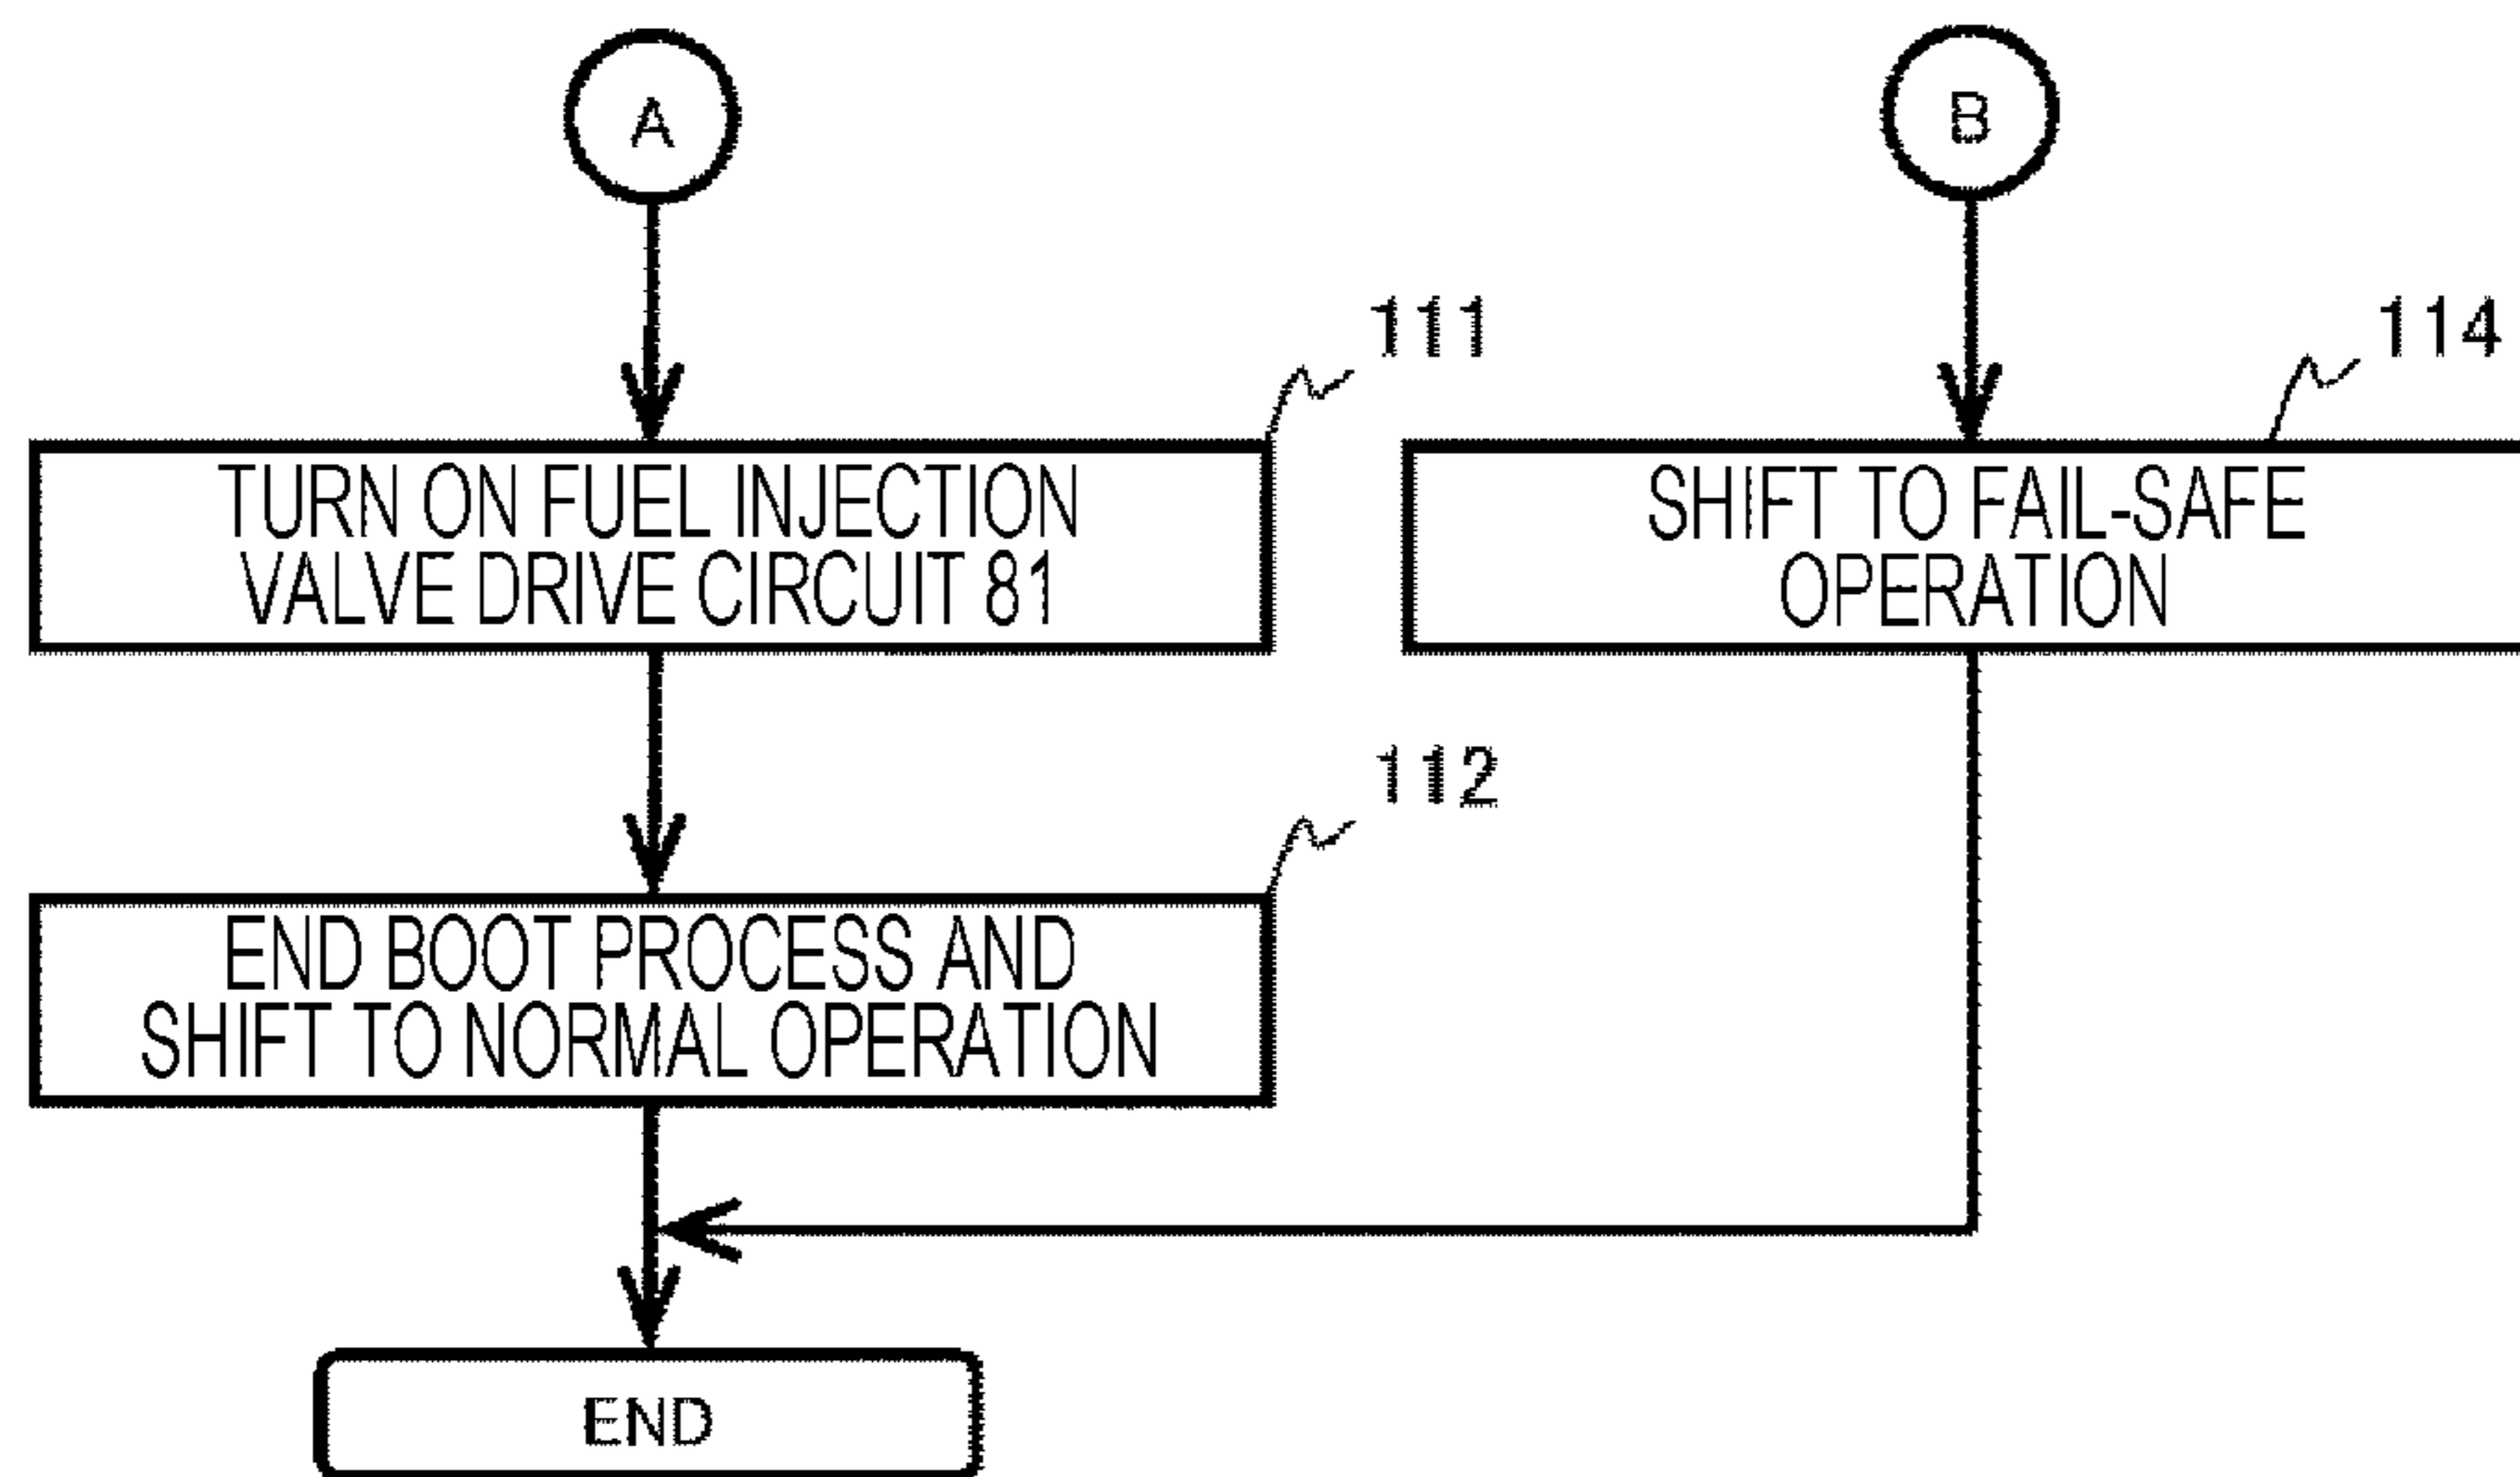 A
B
111
114
TURN ON FUEL INJECTION
VALVE DRIVE CIRCUIT 81
SHIFT TO FAIL-SAFE
OPERATION
112
END BOOT PROCESS AND
SHIFT TO NORMAL OPERATION
END